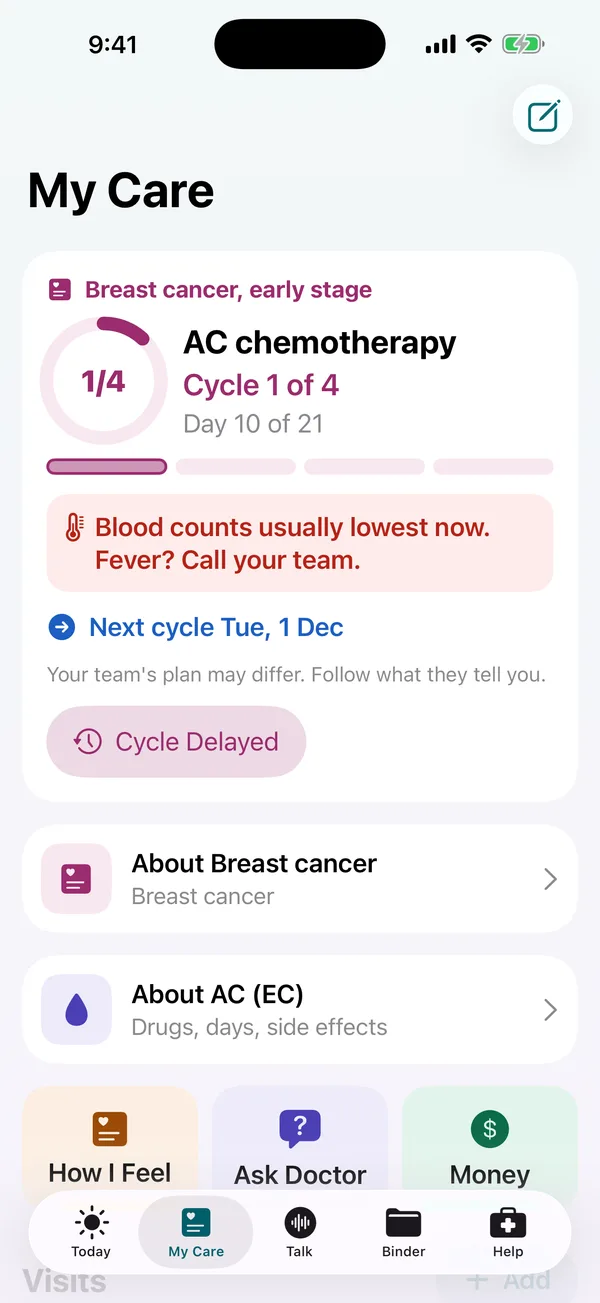 9:41
My Care
Breast cancer, early stage
1/4
AC chemotherapy
Cycle 1 of 4
Day 10 of 21
Blood counts usually lowest now.
Fever? Call your team.
Next cycle Tue, 1 Dec
Your team's plan may differ. Follow what they tell you.
Cycle Delayed
About Breast cancer
Breast cancer
About AC (EC)
Drugs, days, side effects
How I Feel
? Ask Doctor
$ Money
Today
My Care
Talk
Binder
Help
Visits
+ Add